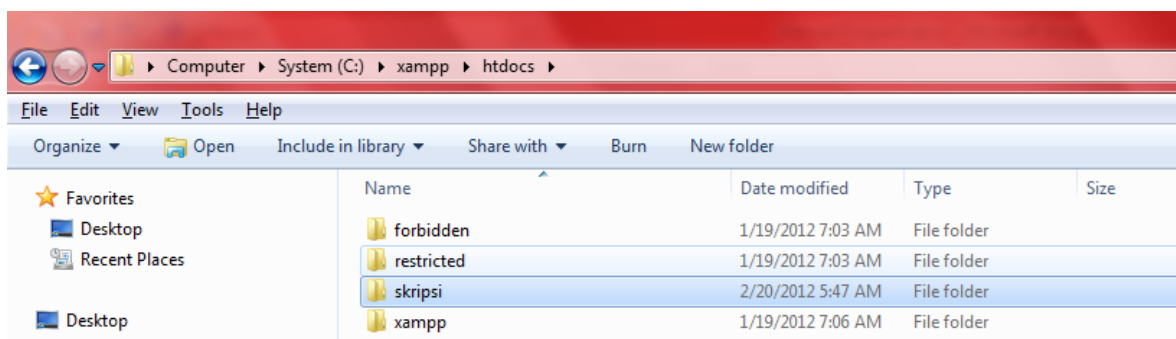 Computer System (C:) xampp htdocs
File Edit View Tools Help
Organize Open Include in library Share with Burn New folder
Favorites
Desktop
Recent Places
Desktop
Name Date modified Type Size
forbidden 1/19/2012 7:03 AM File folder
restricted 1/19/2012 7:03 AM File folder
skripsi 2/20/2012 5:47 AM File folder
xampp 1/19/2012 7:06 AM File folder